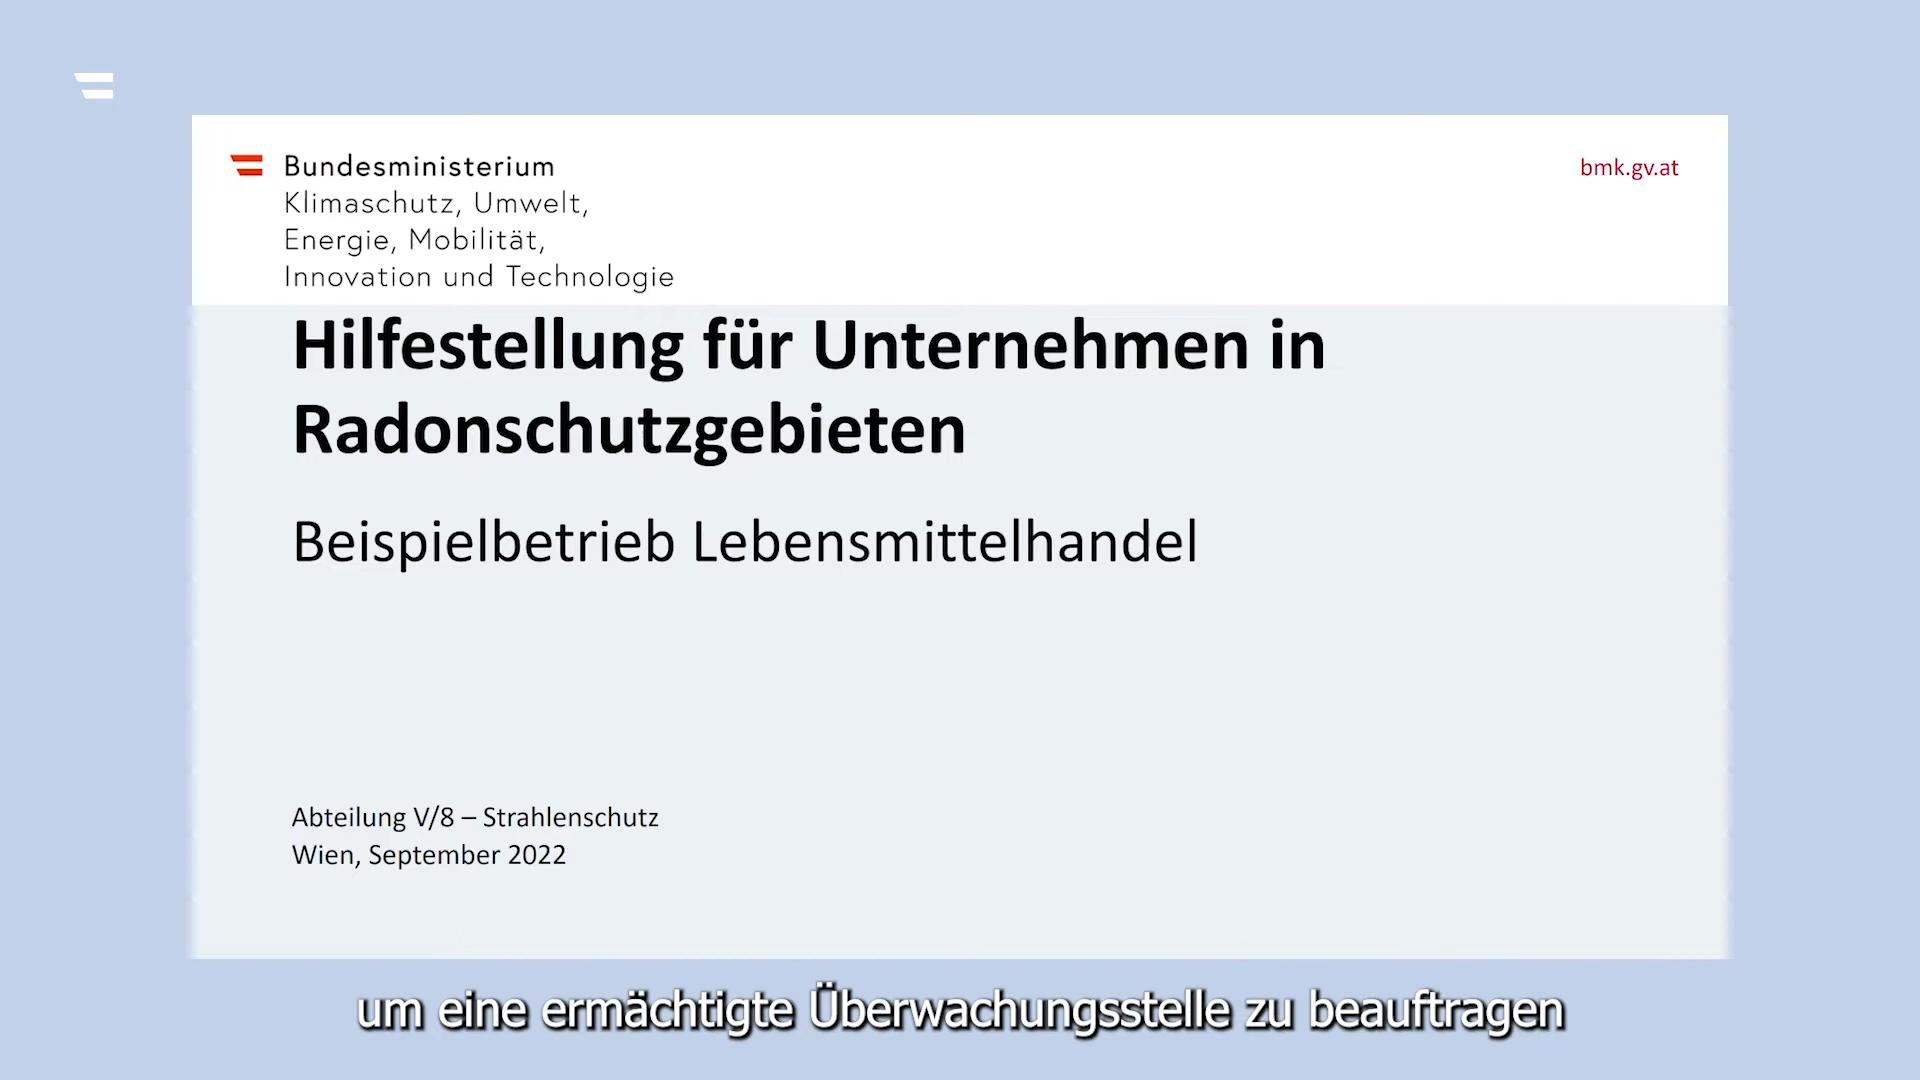 Bundesministerium
Klimaschutz, Umwelt,
Energie, Mobilität,
Innovation und Technologie
bmk.gv.at
Hilfestellung für Unternehmen in
Radonschutzgebieten
Beispielbetrieb Lebensmittelhandel
Abteilung V/8 – Strahlenschutz
Wien, September 2022
um eine ermächtigte Überwachungsstelle zu beauftragen